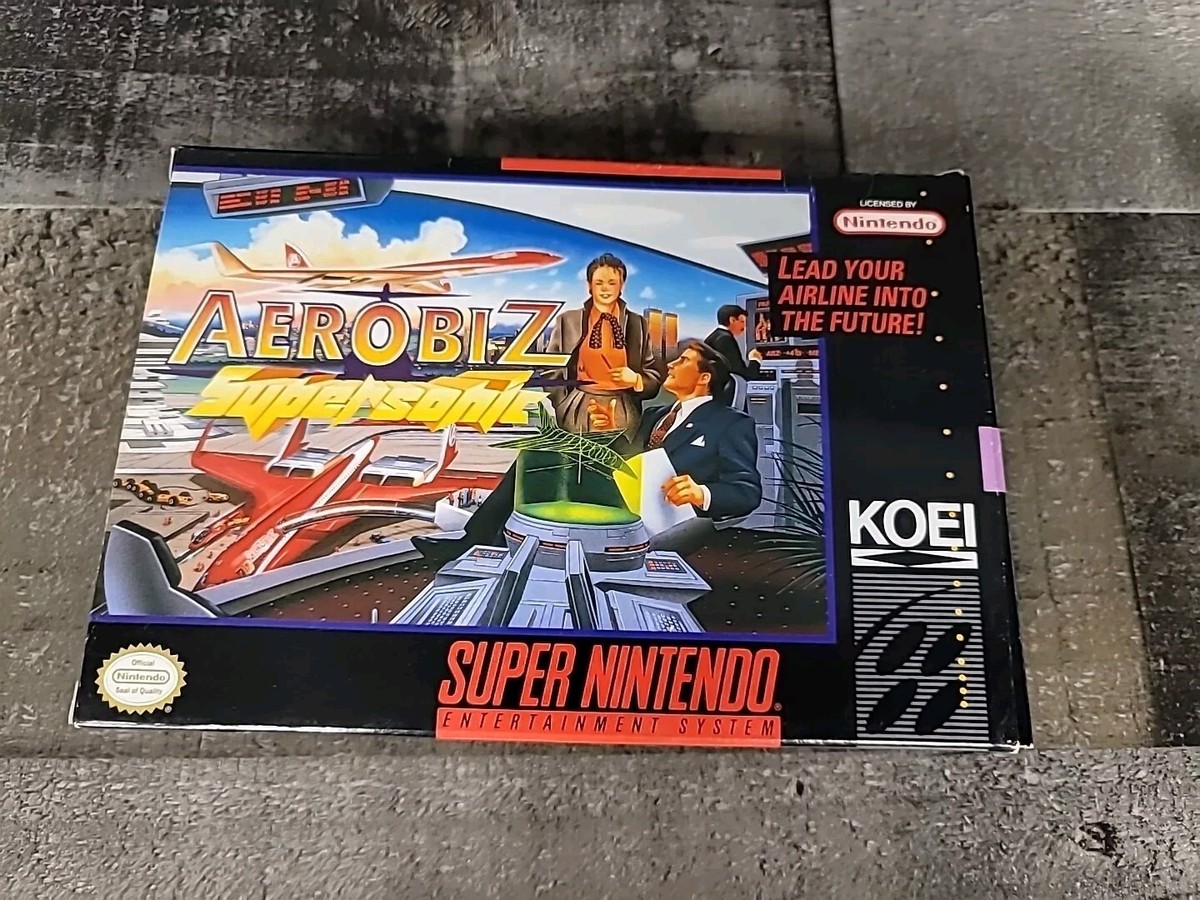 LICENSED BY
Nintendo
LEAD YOUR
AIRLINE INTO
THE FUTURE!
AEROBIZ
Supersonic
KOEI
Official
Nintendo
Seal of Quality
SUPER NINTENDO
ENTERTAINMENT SYSTEM